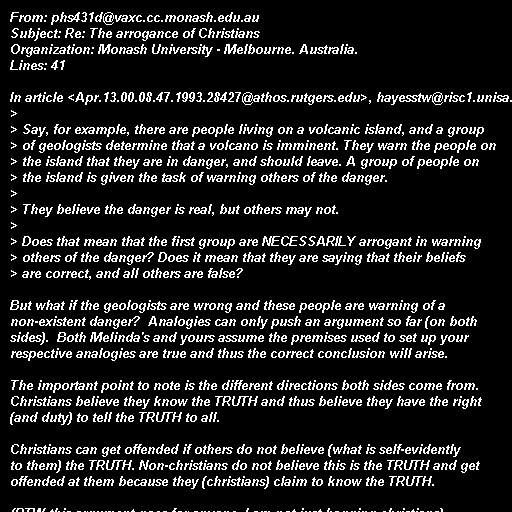 From: phs431d@vaxc.cc.monash.edu.au
Subject: Re: The arrogance of Christians
Organization: Monash University - Melbourne. Australia.
Lines: 41
In article <Apr.13.00.08.47.1993.28427@athos.rutgers.edu>, hayesstw@risc1.unisa.
>
> Say, for example, there are people living on a volcanic island, and a group
> of geologists determine that a volcano is imminent. They warn the people on
> the island that they are in danger, and should leave. A group of people on
> the island is given the task of warning others of the danger.
>
> They believe the danger is real, but others may not.
>
> Does that mean that the first group are NECESSARILY arrogant in warning
> others of the danger? Does it mean that they are saying that their beliefs
> are correct, and all others are false?
But what if the geologists are wrong and these people are warning of a
non-existent danger?  Analogies can only push an argument so far (on both
sides).  Both Melinda's and yours assume the premises used to set up your
respective analogies are true and thus the correct conclusion will arise.
The important point to note is the different directions both sides come from.
Christians believe they know the TRUTH and thus believe they have the right
(and duty) to tell the TRUTH to all.
Christians can get offended if others do not believe (what is self-evidently
to them) the TRUTH. Non-christians do not believe this is the TRUTH and get
offended at them because they (christians) claim to know the TRUTH.
(BTW this argument goes for anyone, I am not just bagging christians)